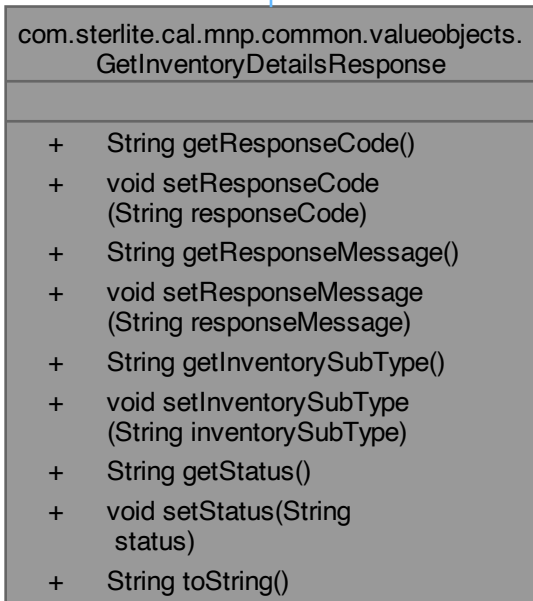 com.sterlite.cal.mnp.common.valueobjects.
GetInventoryDetailsResponse
+ String getResponseCode()
+ void setResponseCode
(String responseCode)
+ String getResponseMessage()
+ void setResponseMessage
(String responseMessage)
+ String getInventorySubType()
+ void setInventorySubType
(String inventorySubType)
+ String getStatus()
+ void setStatus(String
status)
+ String toString()